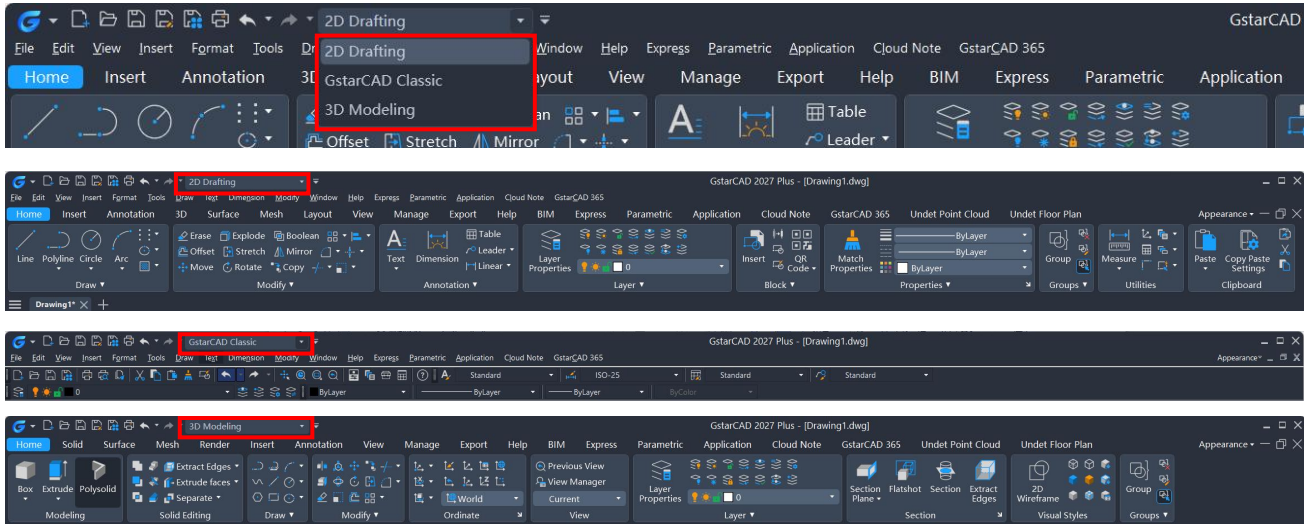 2D Drafting
GstarCAD
File Edit View Insert Format Tools Dr Window Help Express Parametric Application Cloud Note GstarCAD 365
2D Drafting
GstarCAD Classic
3D Modeling
Home Insert Annotation 3D ayout View Manage Export Help BIM Express Parametric Application
an A Table
Offset Stretch Mirror Leader
2D Drafting GstarCAD 2027 Plus - [Drawing1.dwg]
File Edit View Insert Format Tools Draw Text Dimension Modify Window Help Express Parametric Application Cloud Note GstarCAD 365
Home Insert Annotation 3D Surface Mesh Layout View Manage Export Help BIM Express Parametric Application Cloud Note GstarCAD 365 Undet Point Cloud Undet Floor Plan Appearance
Erase Explode Boolean Table ByLayer
Line Polyline Circle Arc Offset Stretch Mirror Text Dimension Leader Layer Properties Insert QR Code Match Properties ByLayer Group Measure Paste Copy Paste Settings
Move Rotate Copy Linear 0 ByLayer
Draw Modify Annotation Layer Block Properties Groups Utilities Clipboard
Drawing1*
GstarCAD Classic GstarCAD 2027 Plus - [Drawing1.dwg]
File Edit View Insert Format Tools Draw Text Dimension Modify Window Help Express Parametric Application Cloud Note GstarCAD 365 Appearance
Standard ISO-25 Standard Standard
0 ByLayer ByLayer ByLayer ByColor
3D Modeling GstarCAD 2027 Plus - [Drawing1.dwg]
Home Solid Surface Mesh Render Insert Annotation View Manage Export Help BIM Express Parametric Application Cloud Note GstarCAD 365 Undet Point Cloud Undet Floor Plan Appearance
Extract Edges Previous View
Box Extrude Polysolid Extrude faces View Manager Layer Properties Section Plane Flatshot Section Extract Edges 2D Wireframe Group
Separate World Current 0
Modeling Solid Editing Draw Modify Ordinate View Layer Section Visual Styles Groups